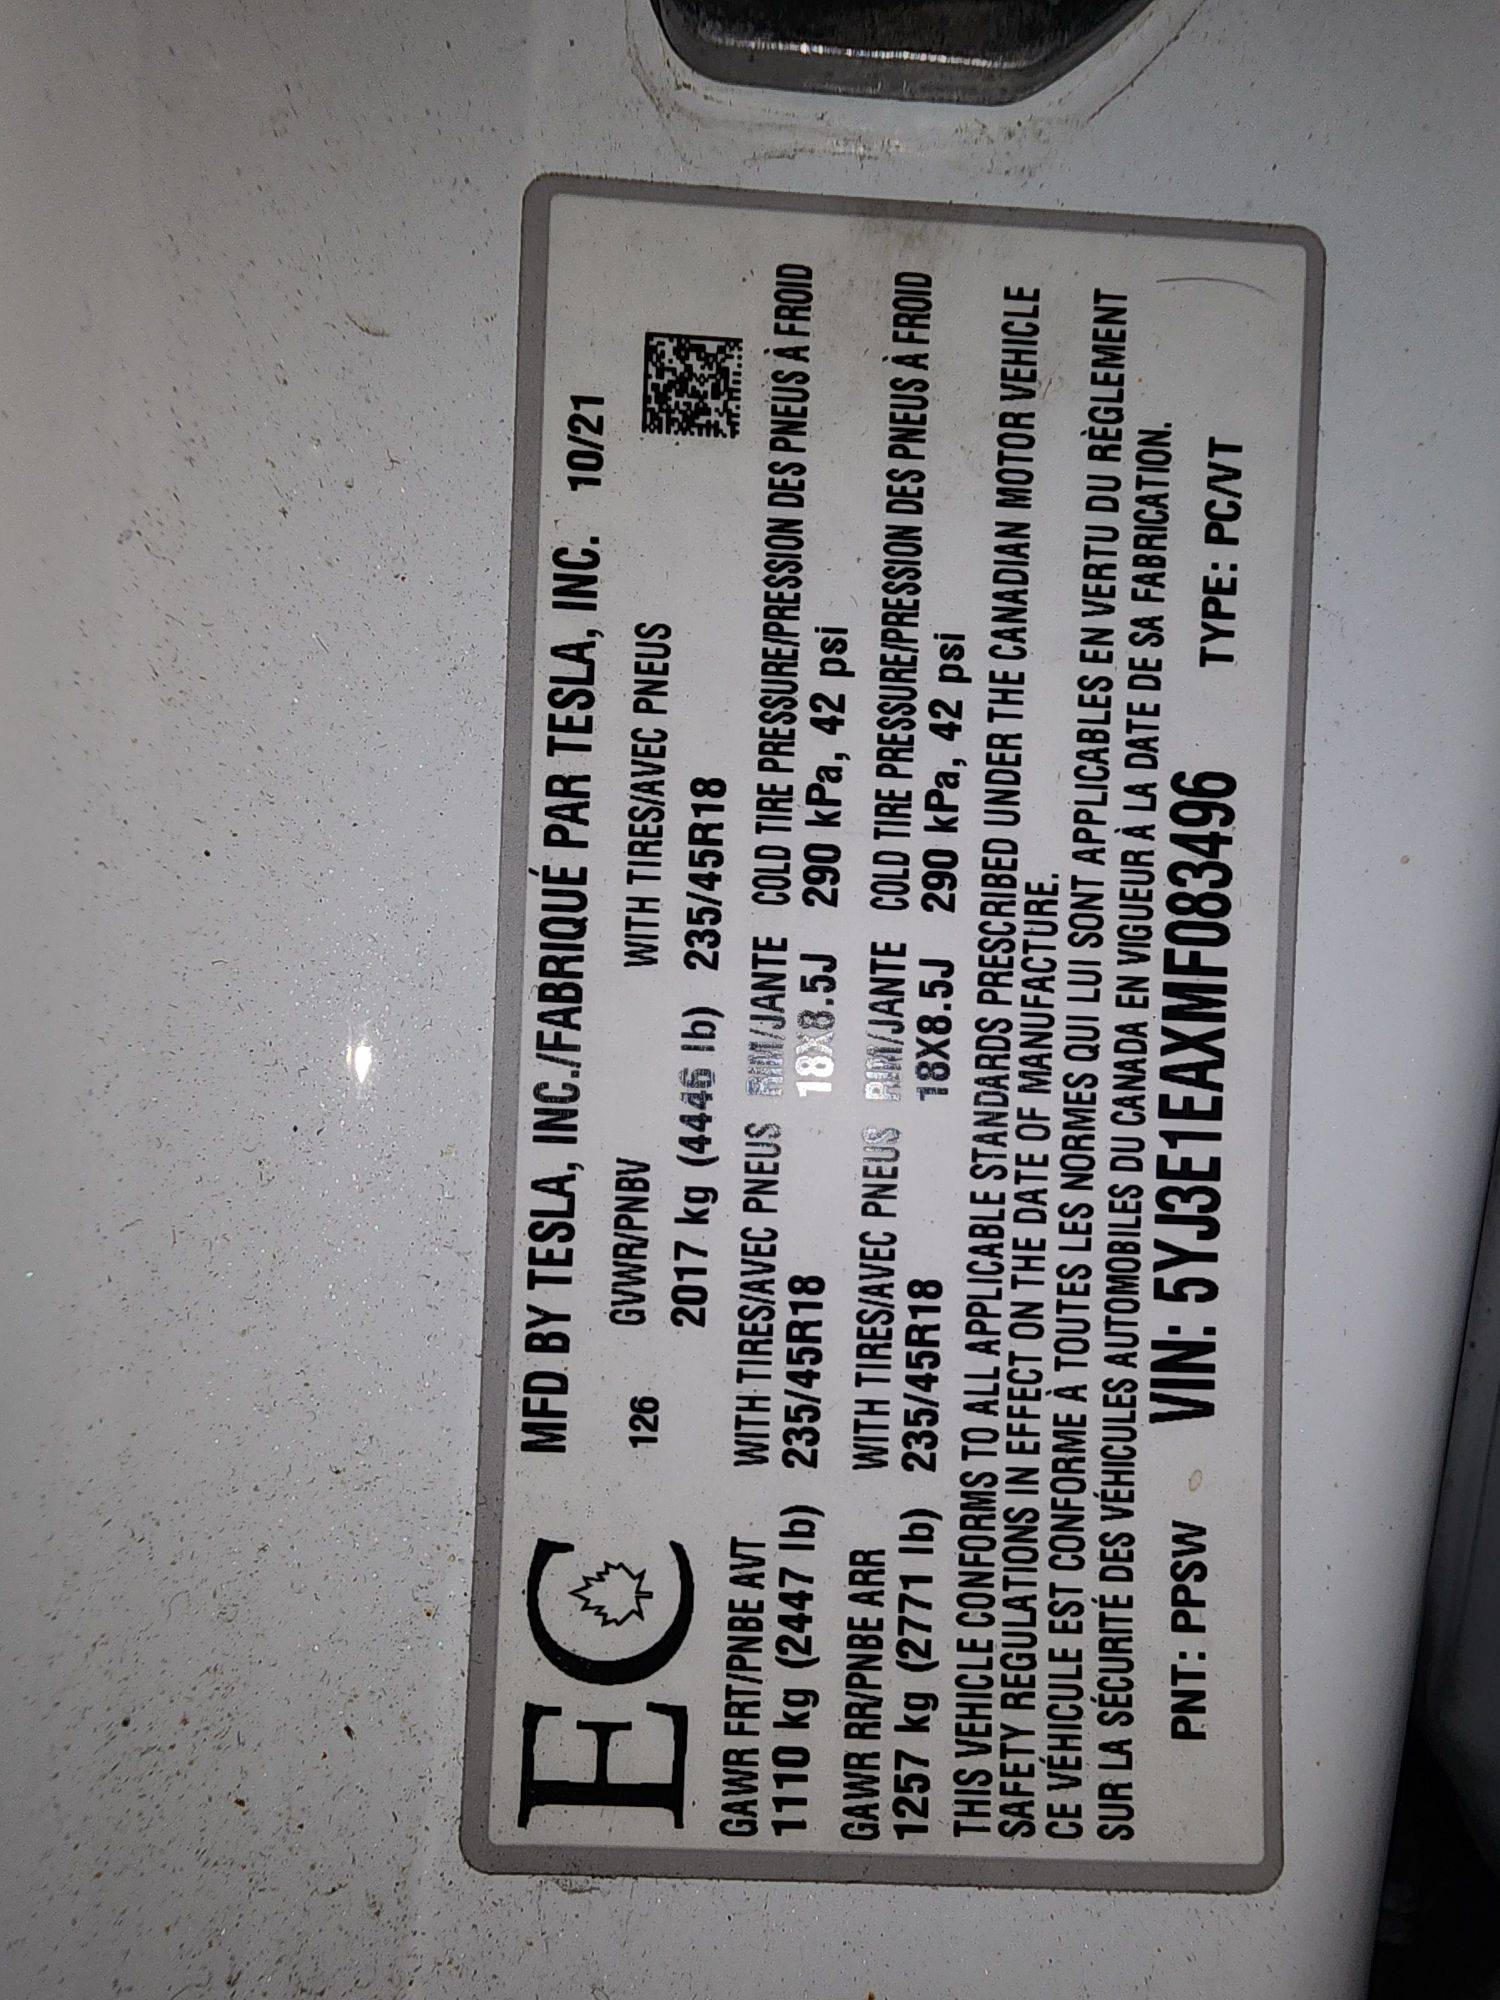 EC
MFD BY TESLA, INC./FABRIQUÉ PAR TESLA, INC. 10/21
126 GVWR/PNBV WITH TIRES/AVEC PNEUS
2017 kg (4446 lb) 235/45R18
GAWR FRT/PNBE AVT WITH TIRES/AVEC PNEUS RIM/JANTE COLD TIRE PRESSURE/PRESSION DES PNEUS À FROID
1110 kg (2447 lb) 235/45R18 18X8.5J 290 kPa, 42 psi
GAWR RR/PNBE ARR WITH TIRES/AVEC PNEUS RIM/JANTE COLD TIRE PRESSURE/PRESSION DES PNEUS À FROID
1257 kg (2771 lb) 235/45R18 18X8.5J 290 kPa, 42 psi
THIS VEHICLE CONFORMS TO ALL APPLICABLE STANDARDS PRESCRIBED UNDER THE CANADIAN MOTOR VEHICLE
SAFETY REGULATIONS IN EFFECT ON THE DATE OF MANUFACTURE.
CE VÉHICULE EST CONFORME À TOUTES LES NORMES QUI LUI SONT APPLICABLES EN VERTU DU RÈGLEMENT
SUR LA SÉCURITÉ DES VÉHICULES AUTOMOBILES DU CANADA EN VIGUEUR À LA DATE DE SA FABRICATION.
PNT: PPSW VIN: 5YJ3E1EAXMF083496 TYPE: PC/VT